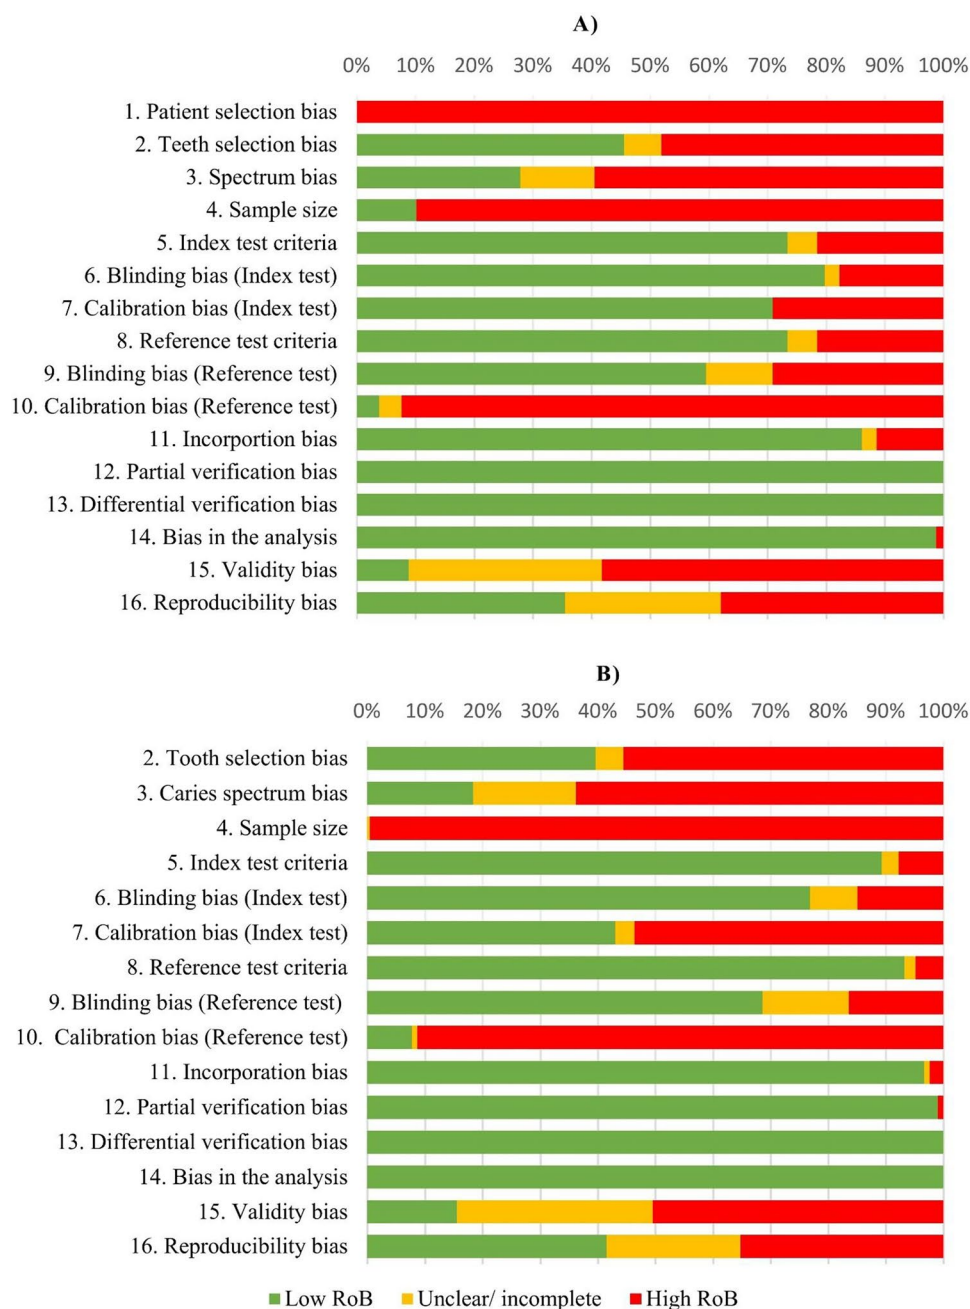 A)
0% 10% 20% 30% 40% 50% 60% 70% 80% 90% 100%
1. Patient selection bias
2. Teeth selection bias
3. Spectrum bias
4. Sample size
5. Index test criteria
6. Blinding bias (Index test)
7. Calibration bias (Index test)
8. Reference test criteria
9. Blinding bias (Reference test)
10. Calibration bias (Reference test)
11. Incorportion bias
12. Partial verification bias
13. Differential verification bias
14. Bias in the analysis
15. Validity bias
16. Reproducibility bias
B)
0% 10% 20% 30% 40% 50% 60% 70% 80% 90% 100%
2. Tooth selection bias
3. Caries spectrum bias
4. Sample size
5. Index test criteria
6. Blinding bias (Index test)
7. Calibration bias (Index test)
8. Reference test criteria
9. Blinding bias (Reference test)
10. Calibration bias (Reference test)
11. Incorporation bias
12. Partial verification bias
13. Differential verification bias
14. Bias in the analysis
15. Validity bias
16. Reproducibility bias
Low RoB Unclear/ incomplete High RoB